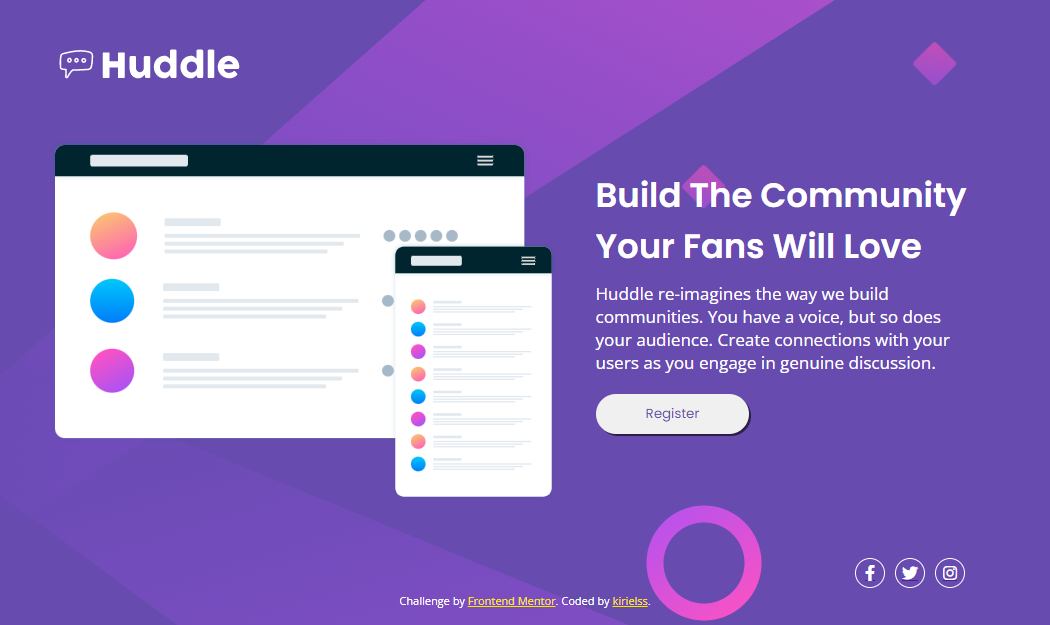 Huddle
Build The Community
Your Fans Will Love
Huddle re-imagines the way we build
communities. You have a voice, but so does
your audience. Create connections with your
users as you engage in genuine discussion.
Register
Challenge by Frontend Mentor. Coded by kirielss.